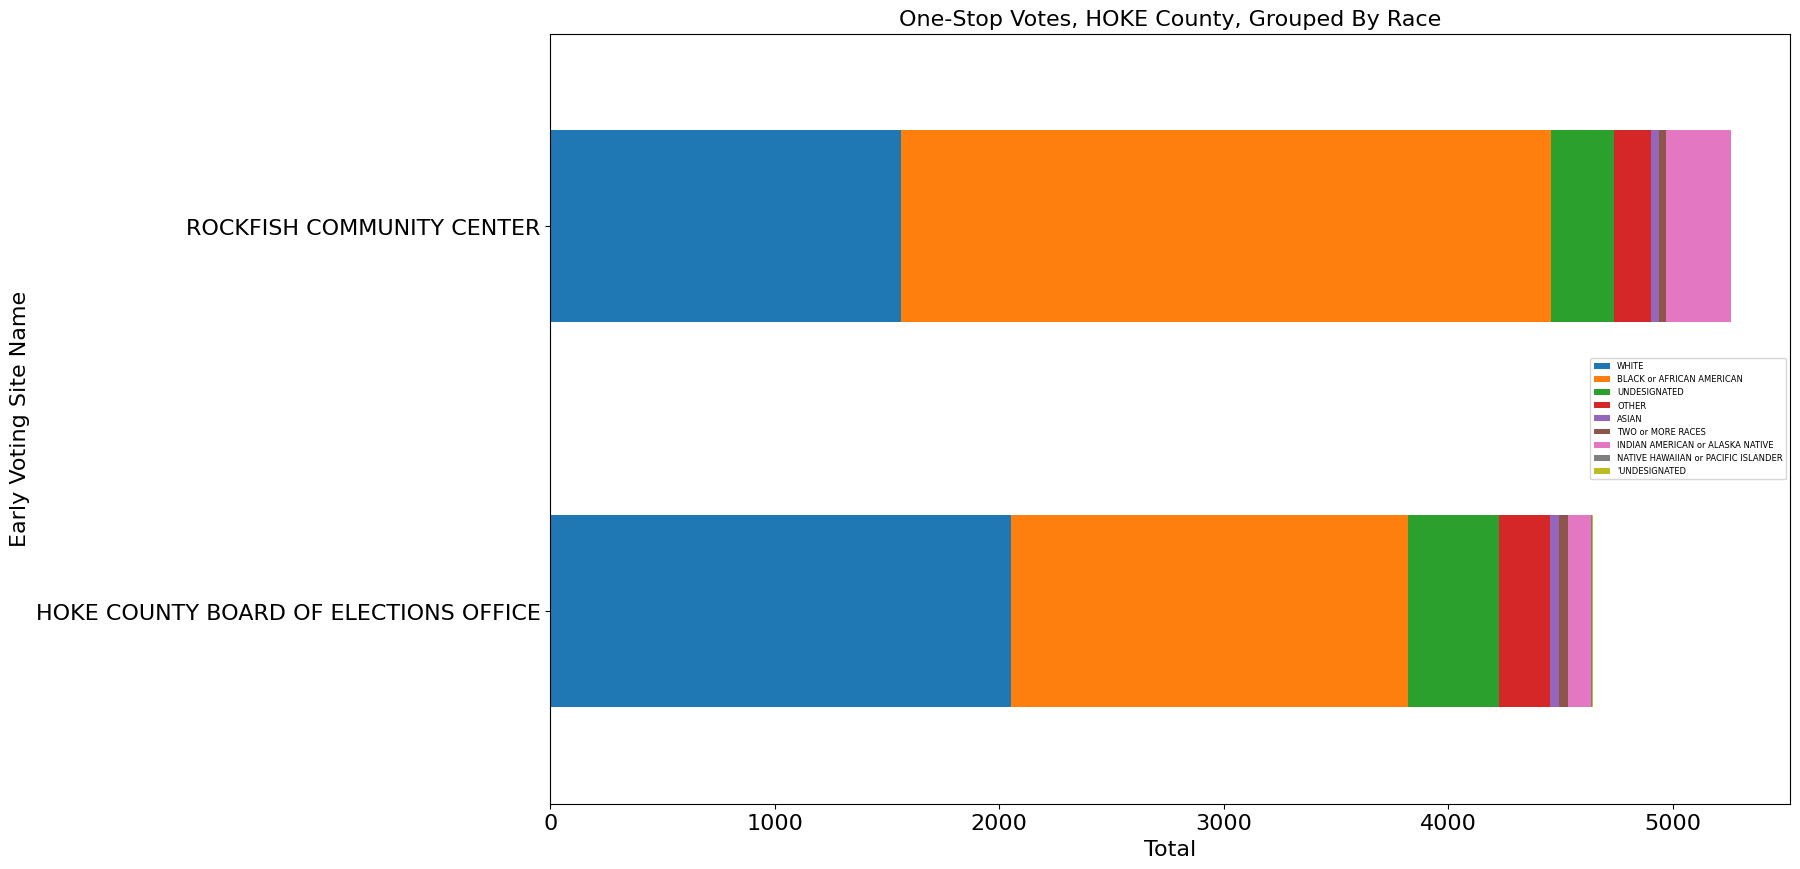 One-Stop Votes, HOKE County, Grouped By Race
Early Voting Site Name
ROCKFISH COMMUNITY CENTER
HOKE COUNTY BOARD OF ELECTIONS OFFICE
WHITE
BLACK or AFRICAN AMERICAN
UNDESIGNATED
OTHER
ASIAN
TWO or MORE RACES
INDIAN AMERICAN or ALASKA NATIVE
NATIVE HAWAIIAN or PACIFIC ISLANDER
'UNDESIGNATED
0 1000 2000 3000 4000 5000
Total